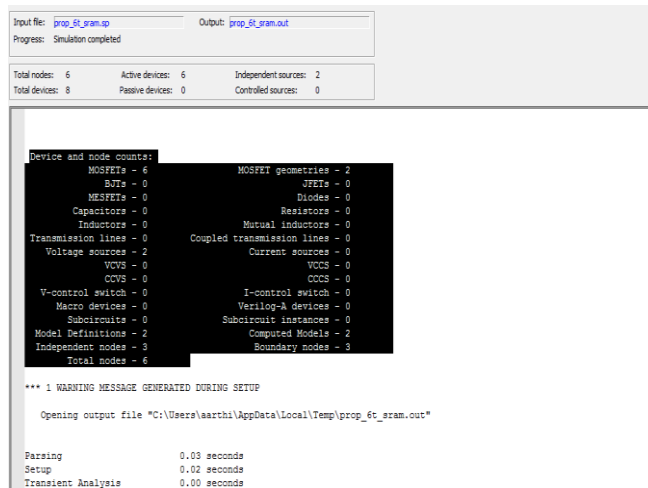 Input file: prop_6t_sram.sp Output: prop_6t_sram.out
Progress: Simulation completed
Total nodes: 6 Active devices: 6 Independent sources: 2
Total devices: 8 Passive devices: 0 Controlled sources: 0
Device and node counts:
MOSFETs - 6 MOSFET geometries - 2
BJTs - 0 JFETs - 0
MESFETs - 0 Diodes - 0
Capacitors - 0 Resistors - 0
Inductors - 0 Mutual inductors - 0
Transmission lines - 0 Coupled transmission lines - 0
Voltage sources - 2 Current sources - 0
VCVS - 0 VCCS - 0
CCVS - 0 CCCS - 0
V-control switch - 0 I-control switch - 0
Macro devices - 0 Verilog-A devices - 0
Subcircuits - 0 Subcircuit instances - 0
Model Definitions - 2 Computed Models - 2
Independent nodes - 3 Boundary nodes - 3
Total nodes - 6
*** 1 WARNING MESSAGE GENERATED DURING SETUP
Opening output file "C:\Users\aarthi\AppData\Local\Temp\prop_6t_sram.out"
Parsing 0.03 seconds
Setup 0.02 seconds
Transient Analysis 0.00 seconds